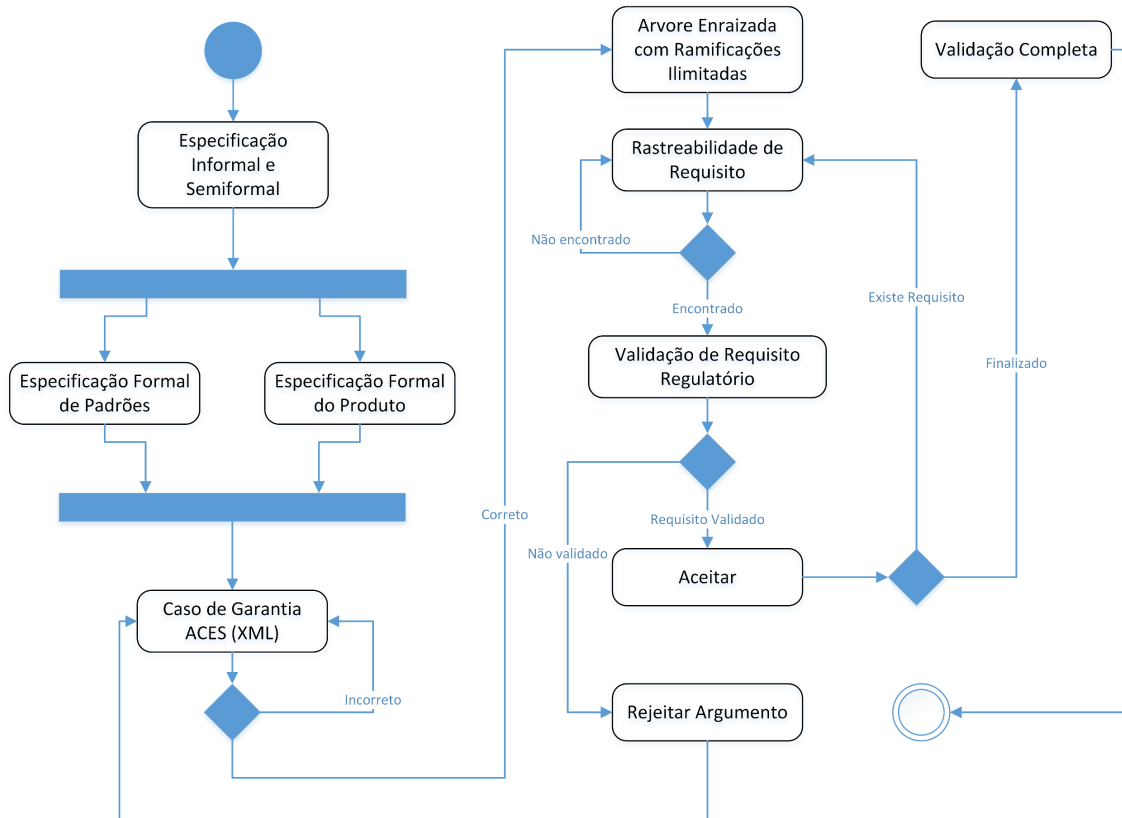 Especificação
Informal e
Semiformal
Especificação Formal
de Padrões
Especificação Formal
do Produto
Caso de Garantia
ACES (XML)
Incorreto
Correto
Arvore Enraizada
com Ramificações
Ilimitadas
Rastreabilidade de
Requisito
Não encontrado
Encontrado
Validação de Requisito
Regulatório
Não validado
Requisito Validado
Aceitar
Rejeitar Argumento
Existe Requisito
Finalizado
Validação Completa